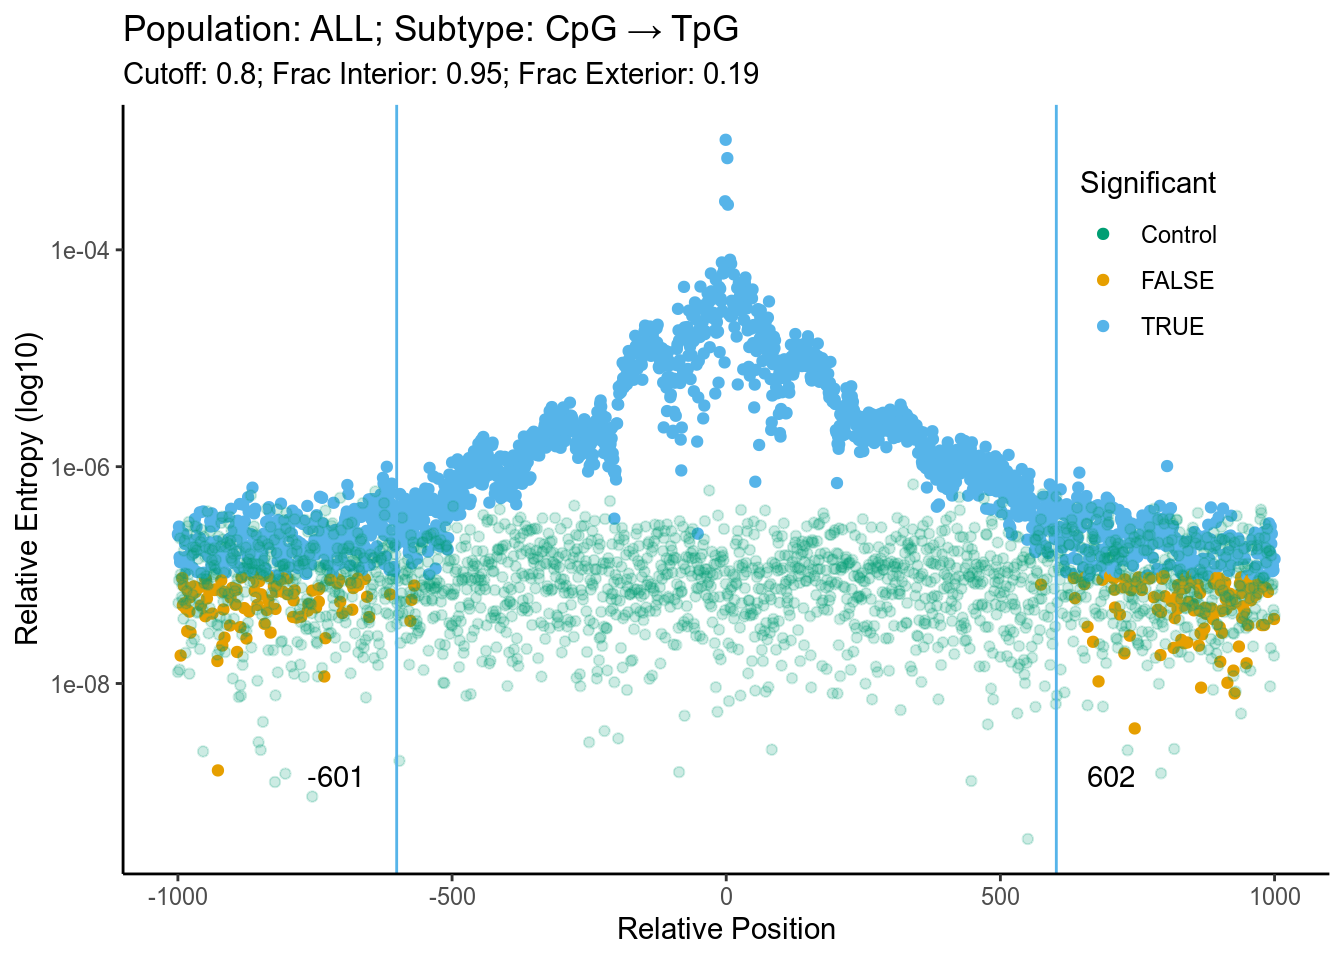 Population: ALL; Subtype: CpG → TpG
Cutoff: 0.8; Frac Interior: 0.95; Frac Exterior: 0.19
Significant
Control
FALSE
TRUE
Relative Entropy (log10)
1e-04
1e-06
1e-08
-601
602
-1000
-500
0
500
1000
Relative Position